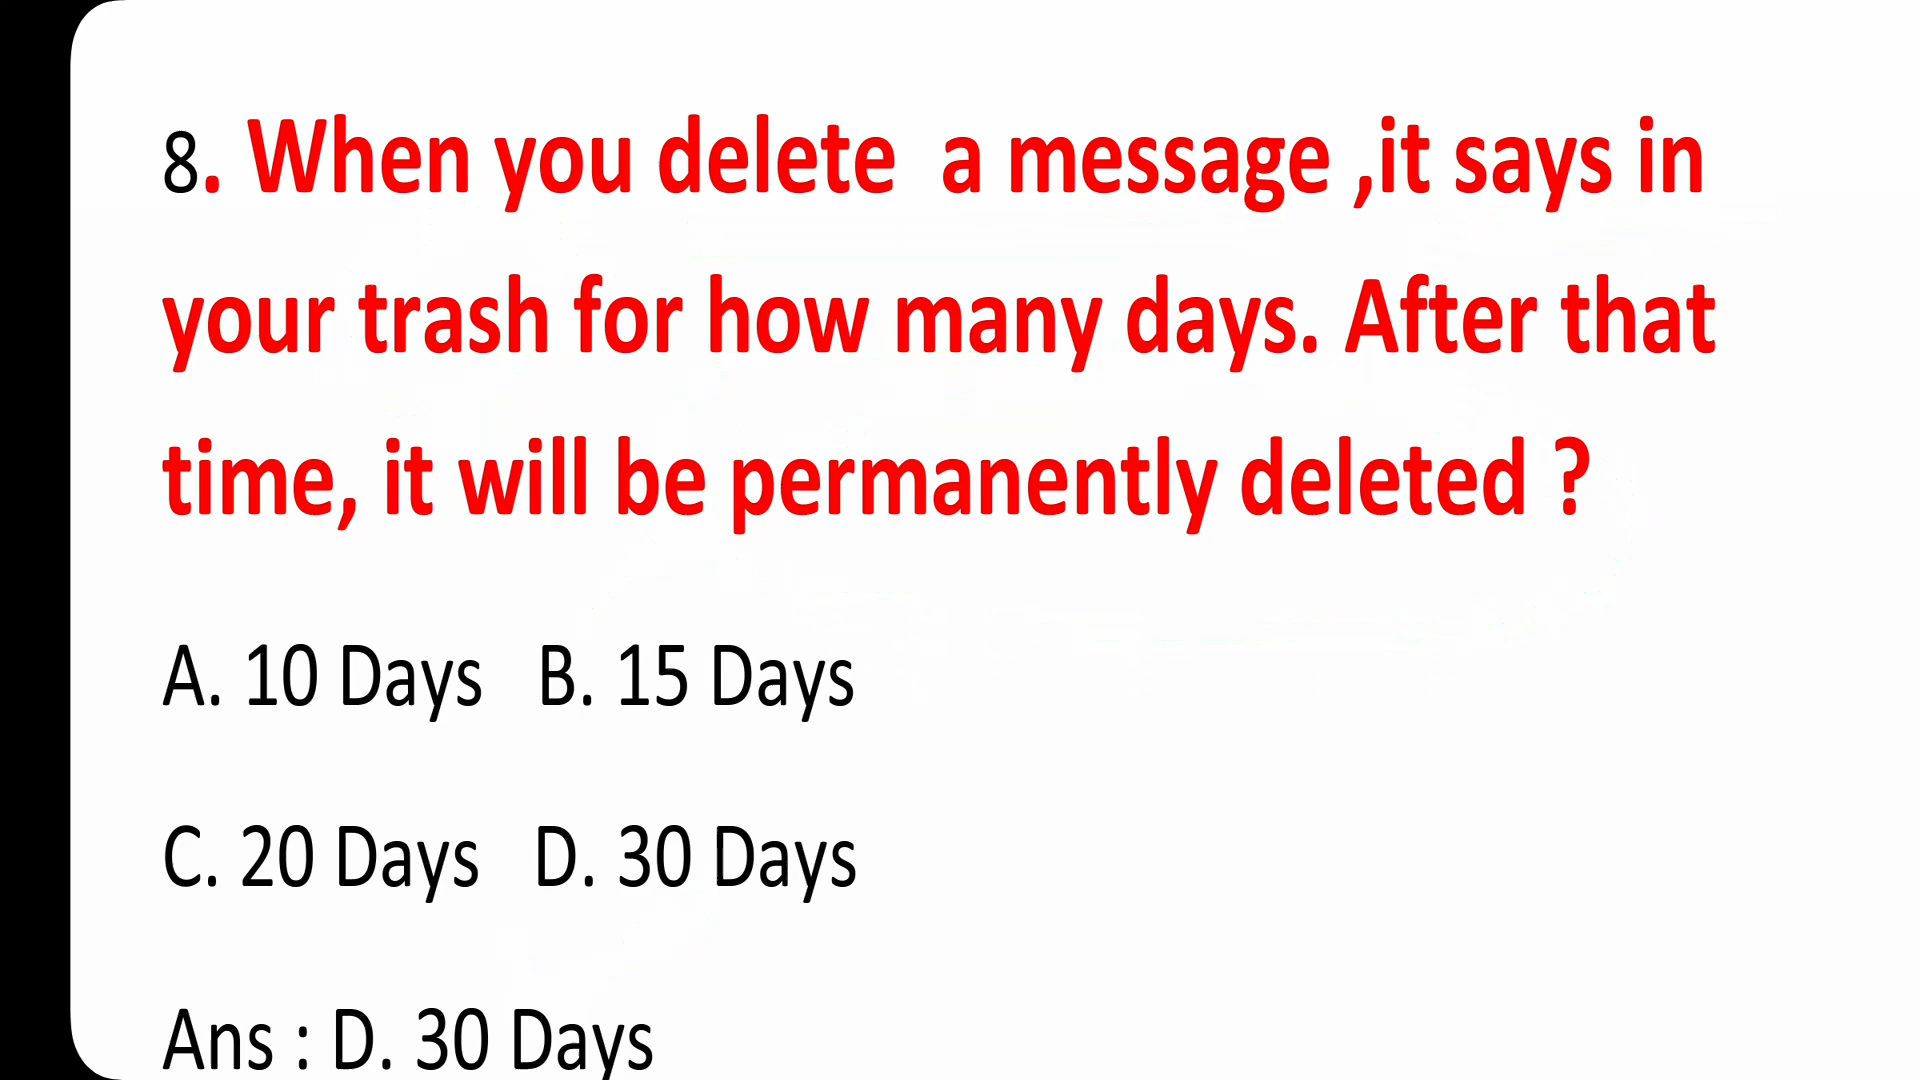 8. When you delete  a message ,it says in
your trash for how many days. After that
time, it will be permanently deleted ?
A. 10 Days   B. 15 Days
C. 20 Days   D. 30 Days
Ans : D. 30 Days